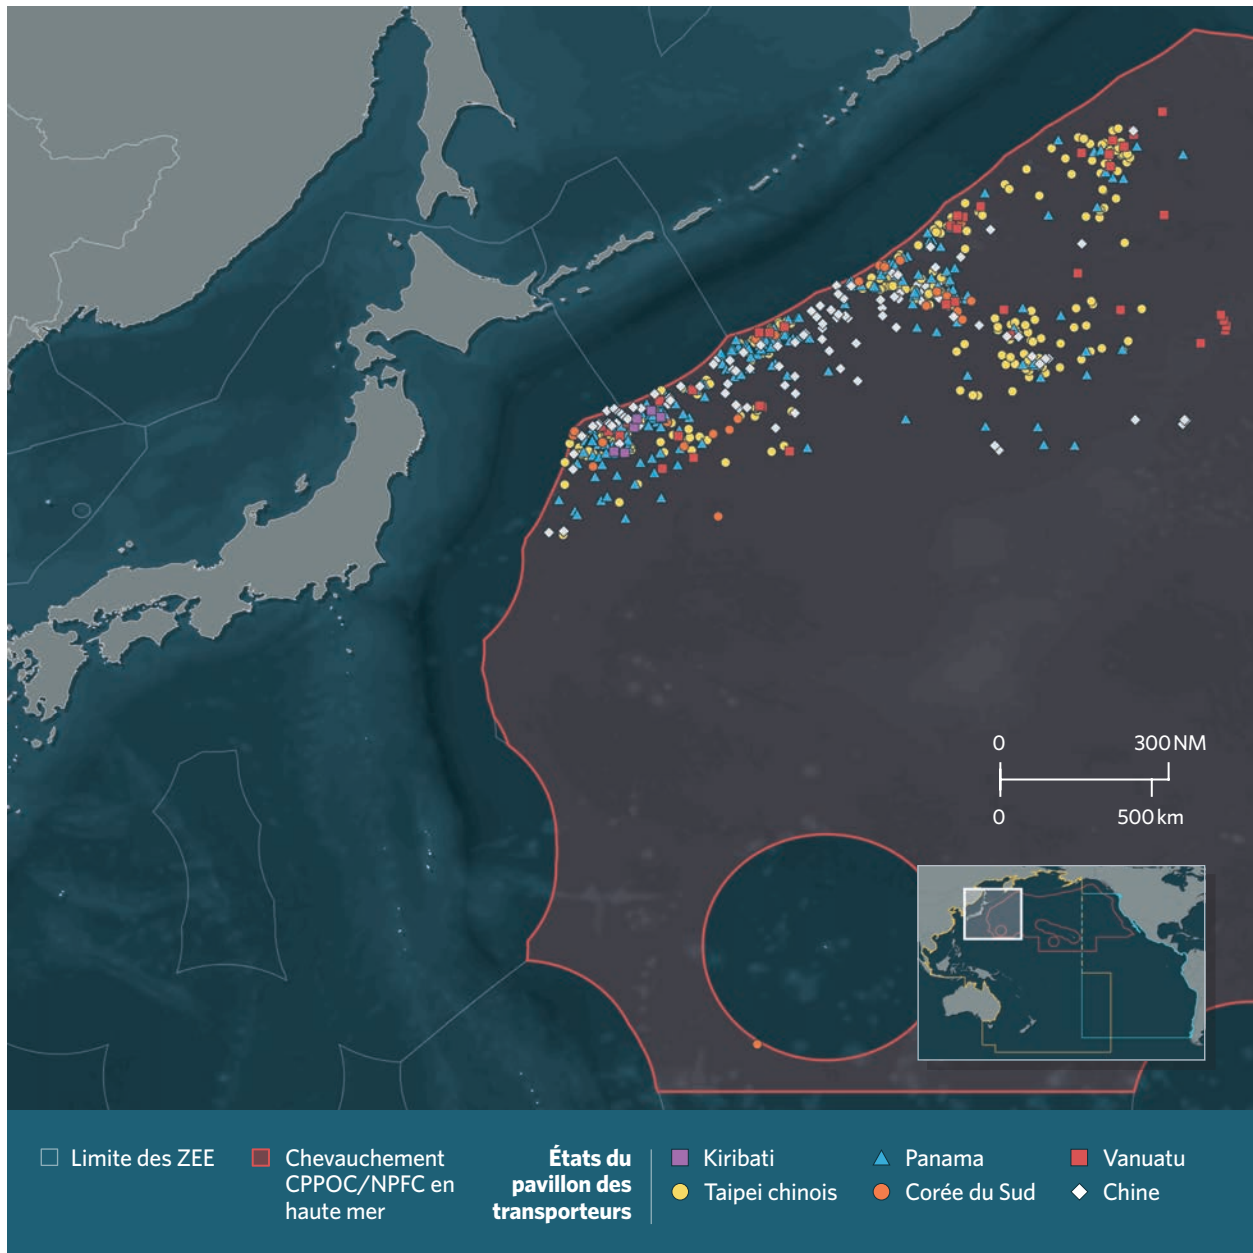 0 300 NM
0 500 km
Limite des ZEE
Chevauchement
CPPOC/NPFC en
haute mer
États du
pavillon des
transporteurs
Kiribati
Panama
Vanuatu
Taipei chinois
Corée du Sud
Chine